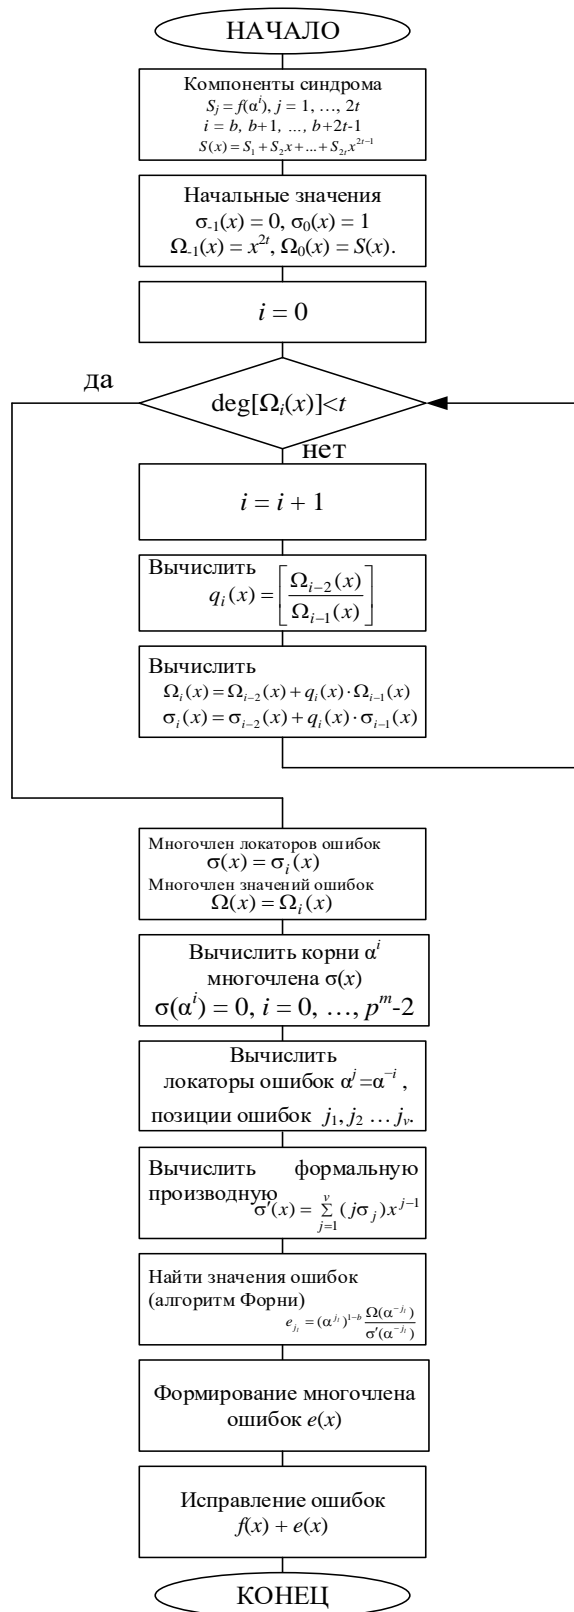 НАЧАЛО
Компоненты синдрома
S_j = f(α^i), j = 1, …, 2t
i = b, b+1, ..., b+2t-1
S(x) = S_1 + S_2x + ... + S_{2t}x^{2t−1}
Начальные значения
σ_{-1}(x) = 0, σ_0(x) = 1
Ω_{-1}(x) = x^{2t}, Ω_0(x) = S(x).
i = 0
да
deg[Ω_i(x)]<t
нет
i = i + 1
Вычислить
q_i(x) = [Ω_{i−2}(x) / Ω_{i−1}(x)]
Вычислить
Ω_i(x) = Ω_{i−2}(x) + q_i(x)·Ω_{i−1}(x)
σ_i(x) = σ_{i−2}(x) + q_i(x)·σ_{i−1}(x)
Многочлен локаторов ошибок
σ(x) = σ_i(x)
Многочлен значений ошибок
Ω(x) = Ω_i(x)
Вычислить корни α^i
многочлена σ(x)
σ(α^i) = 0, i = 0, …, p^m-2
Вычислить
локаторы ошибок α^j=α^{−i} ,
позиции ошибок j_1, j_2 … j_v.
Вычислить формальную
производную
σ′(x) = ∑_{j=1}^{v} (jσ_j)x^{j−1}
Найти значения ошибок
(алгоритм Форни)
e_{j_l} = (α^{j_l})^{1−b} Ω(α^{−j_l}) / σ′(α^{−j_l})
Формирование многочлена
ошибок e(x)
Исправление ошибок
f(x) + e(x)
КОНЕЦ